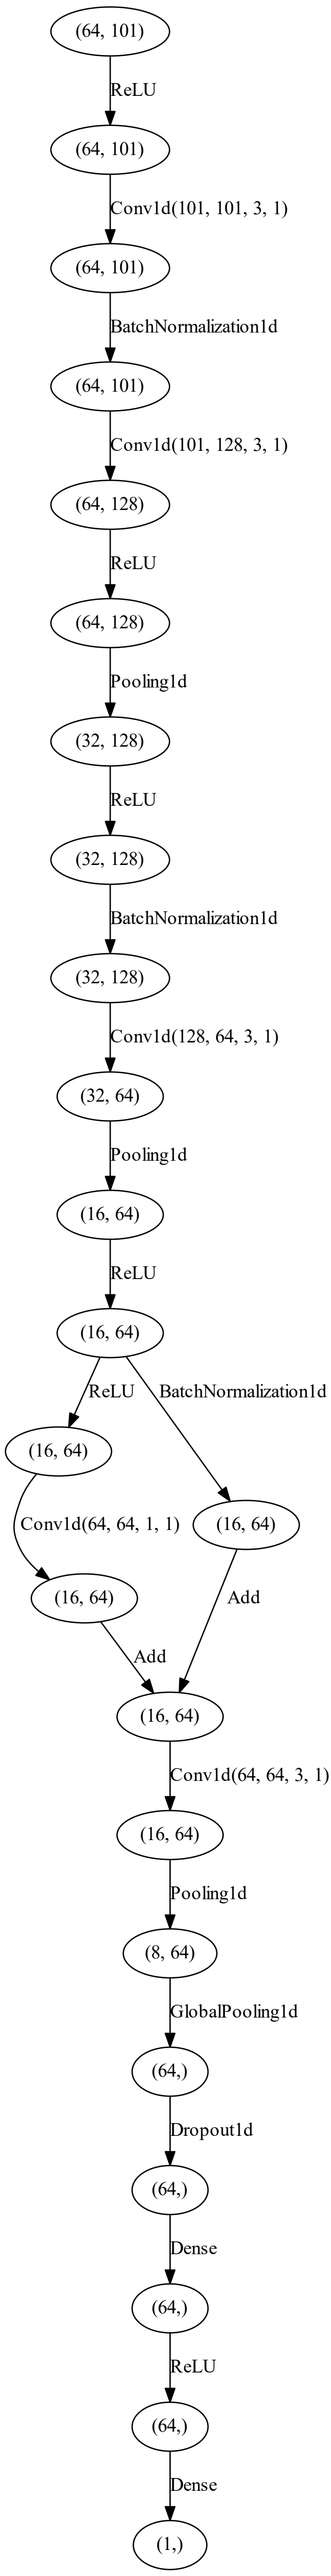 (64, 101)
ReLU
(64, 101)
Conv1d(101, 101, 3, 1)
(64, 101)
BatchNormalization1d
(64, 101)
Conv1d(101, 128, 3, 1)
(64, 128)
ReLU
(64, 128)
Pooling1d
(32, 128)
ReLU
(32, 128)
BatchNormalization1d
(32, 128)
Conv1d(128, 64, 3, 1)
(32, 64)
Pooling1d
(16, 64)
ReLU
(16, 64)
ReLU
BatchNormalization1d
(16, 64)
Conv1d(64, 64, 1, 1)
(16, 64)
(16, 64)
Add
Add
(16, 64)
Conv1d(64, 64, 3, 1)
(16, 64)
Pooling1d
(8, 64)
GlobalPooling1d
(64,)
Dropout1d
(64,)
Dense
(64,)
ReLU
(64,)
Dense
(1,)